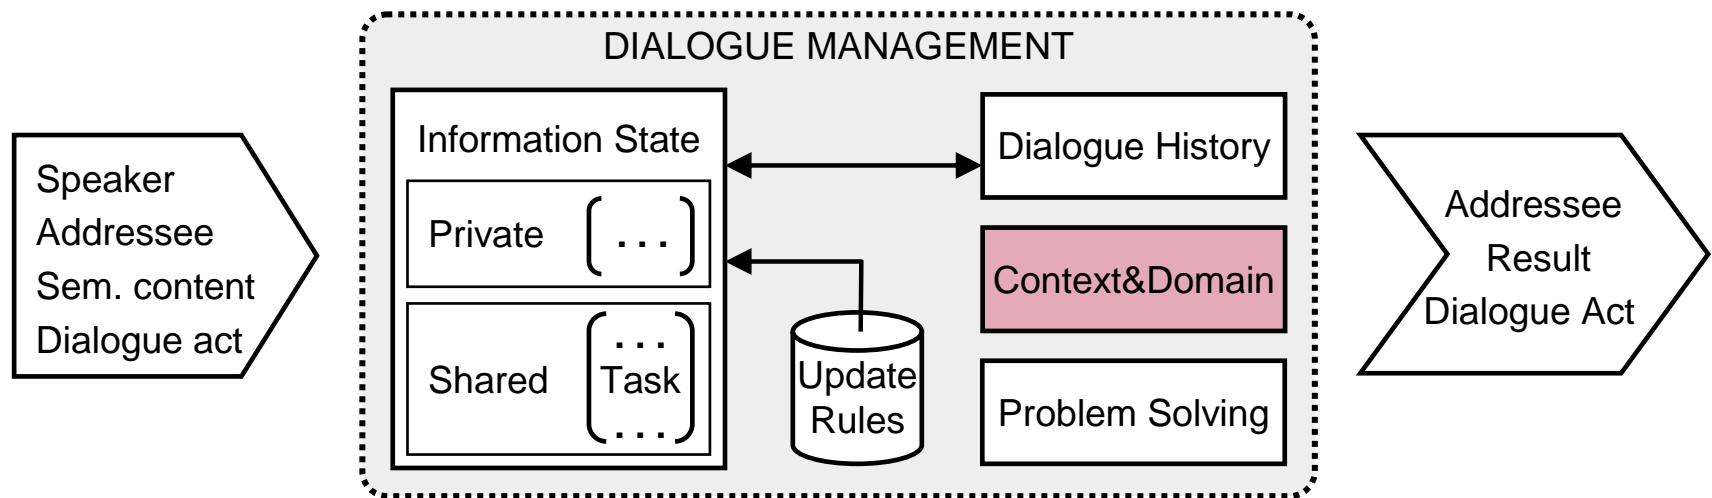 DIALOGUE MANAGEMENT
Speaker
Addressee
Sem. content
Dialogue act
Information State
Private
...
Shared
...
Task
...
Update
Rules
Dialogue History
Context&Domain
Problem Solving
Addressee
Result
Dialogue Act